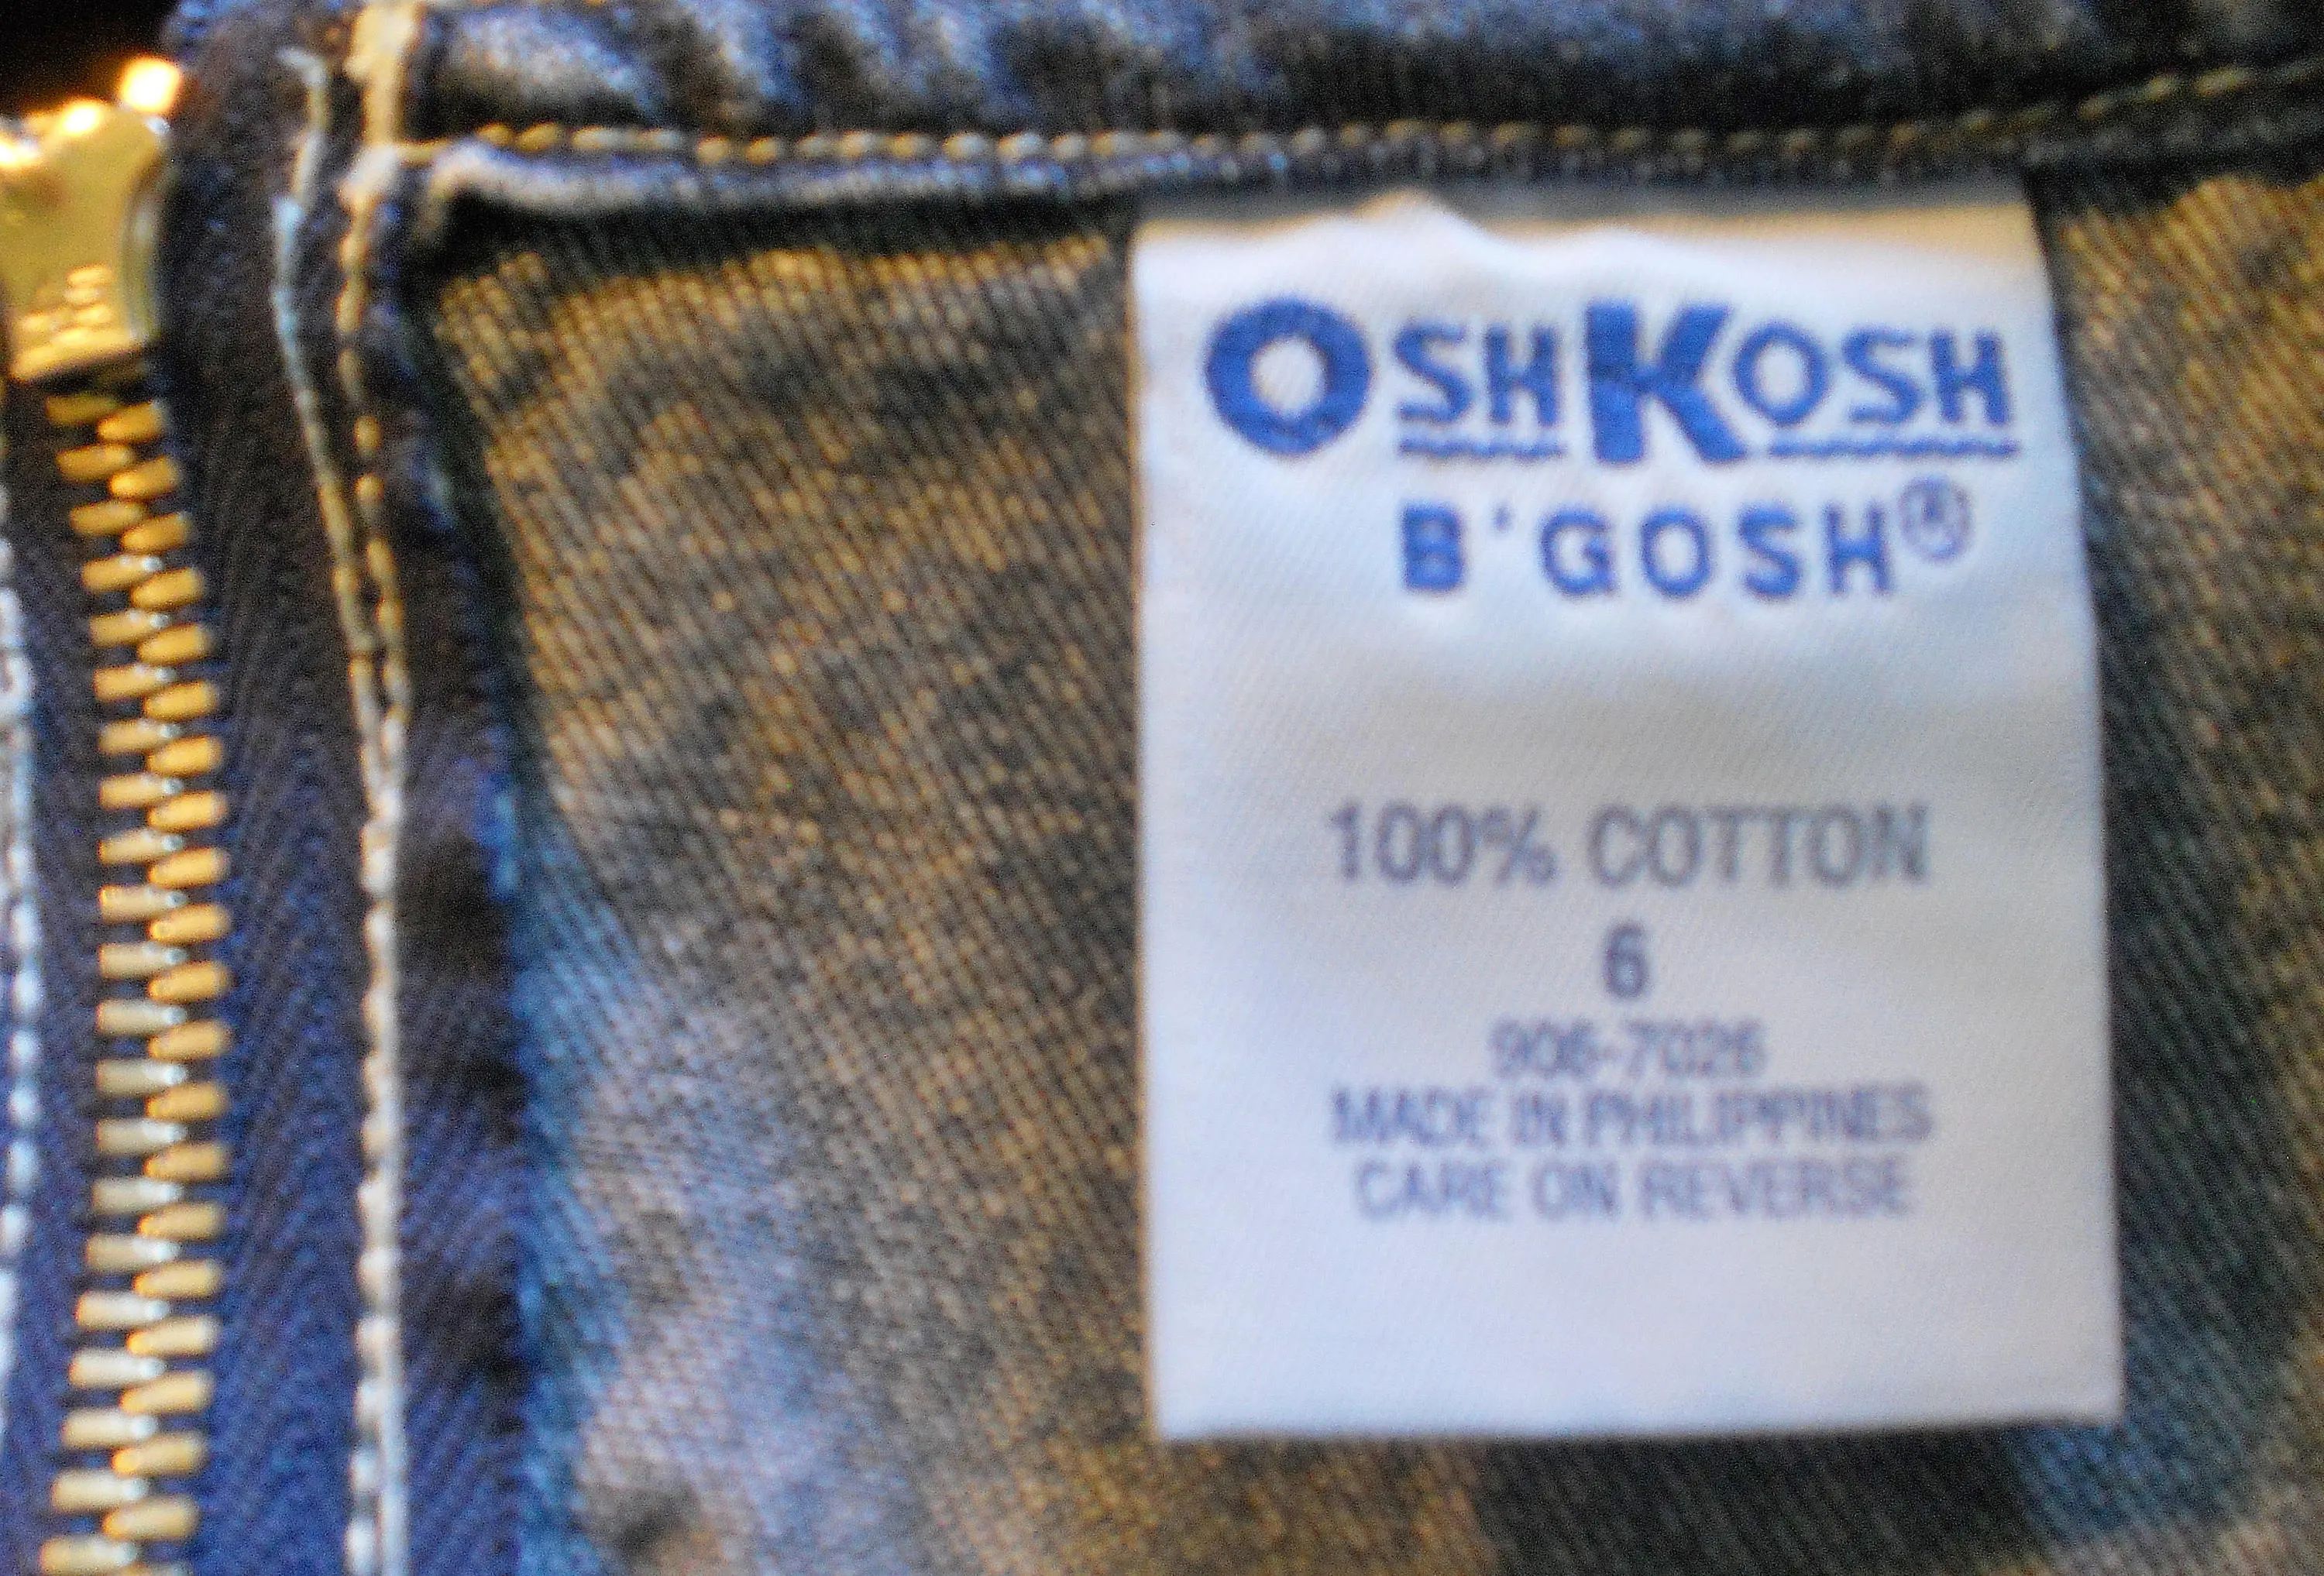 OSHKOSH
B'GOSH®
100% COTTON
6
906-7026
MADE IN PHILIPPINES
CARE ON REVERSE